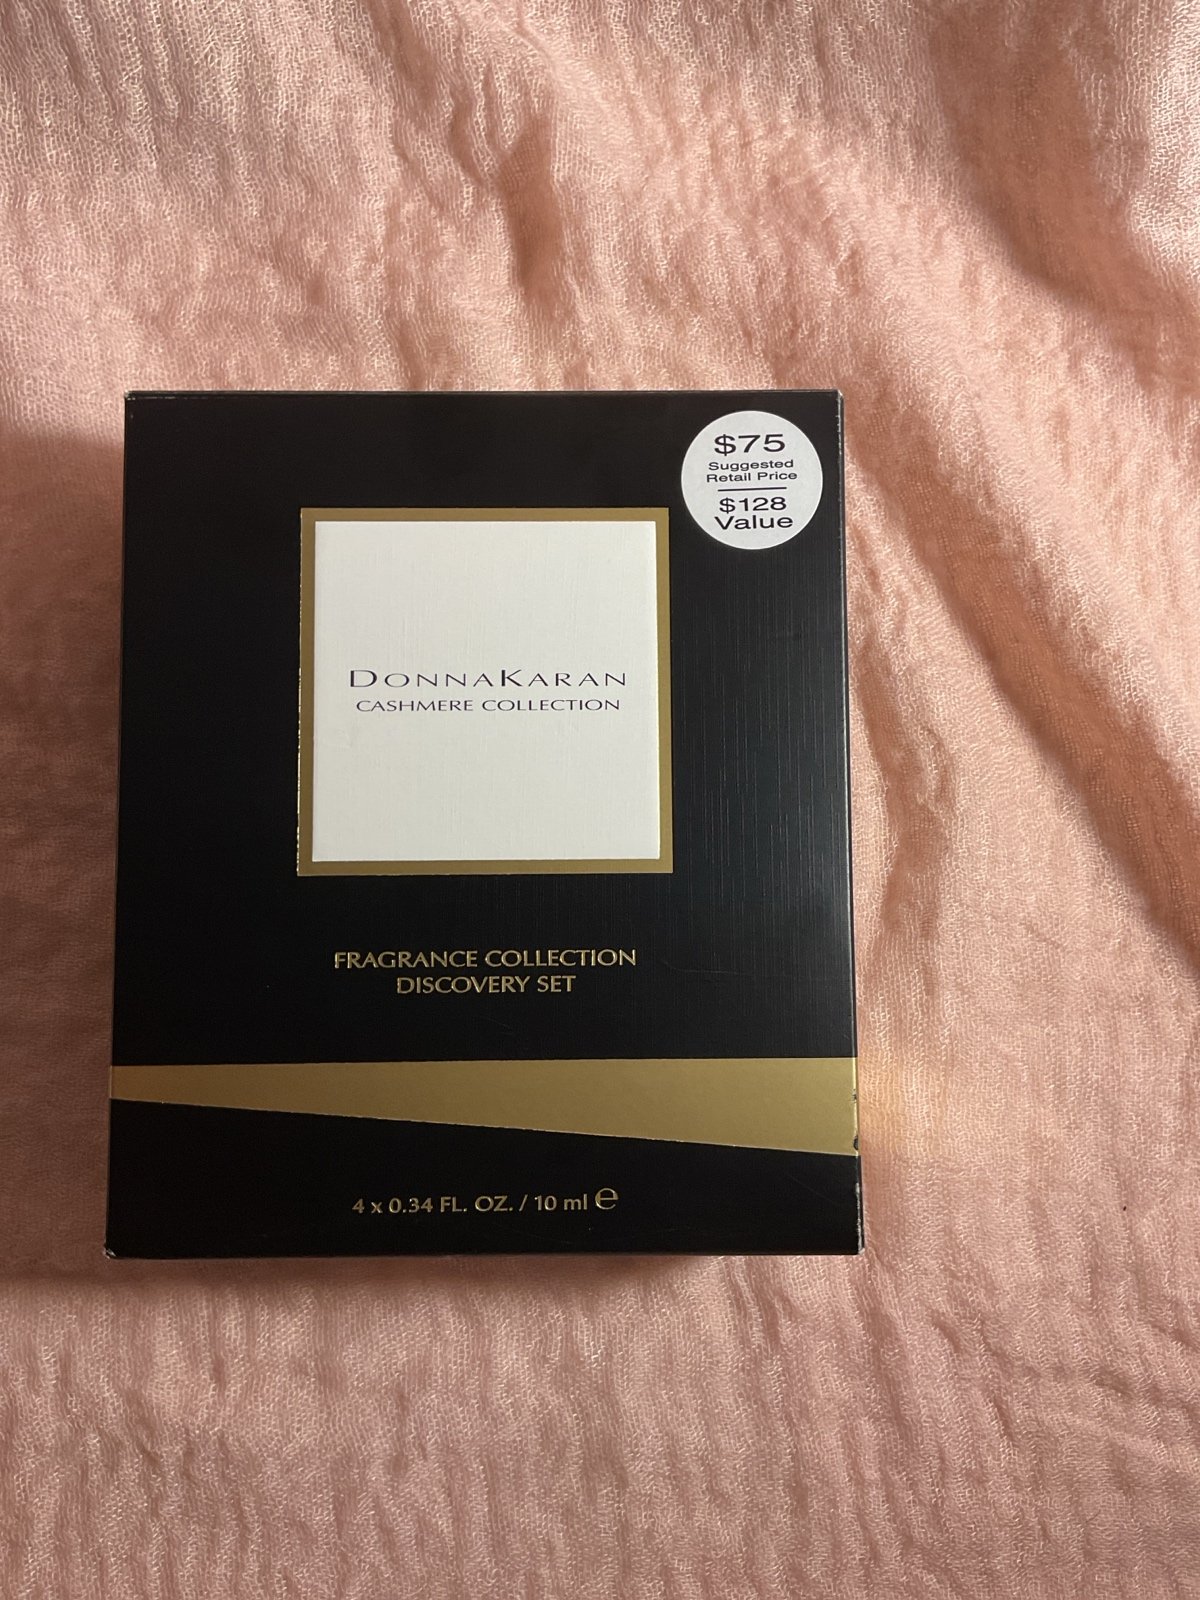 $75
Suggested
Retail Price
$128
Value
DONNAKARAN
CASHMERE COLLECTION
FRAGRANCE COLLECTION
DISCOVERY SET
4 x 0.34 FL. OZ. / 10 ml ℮